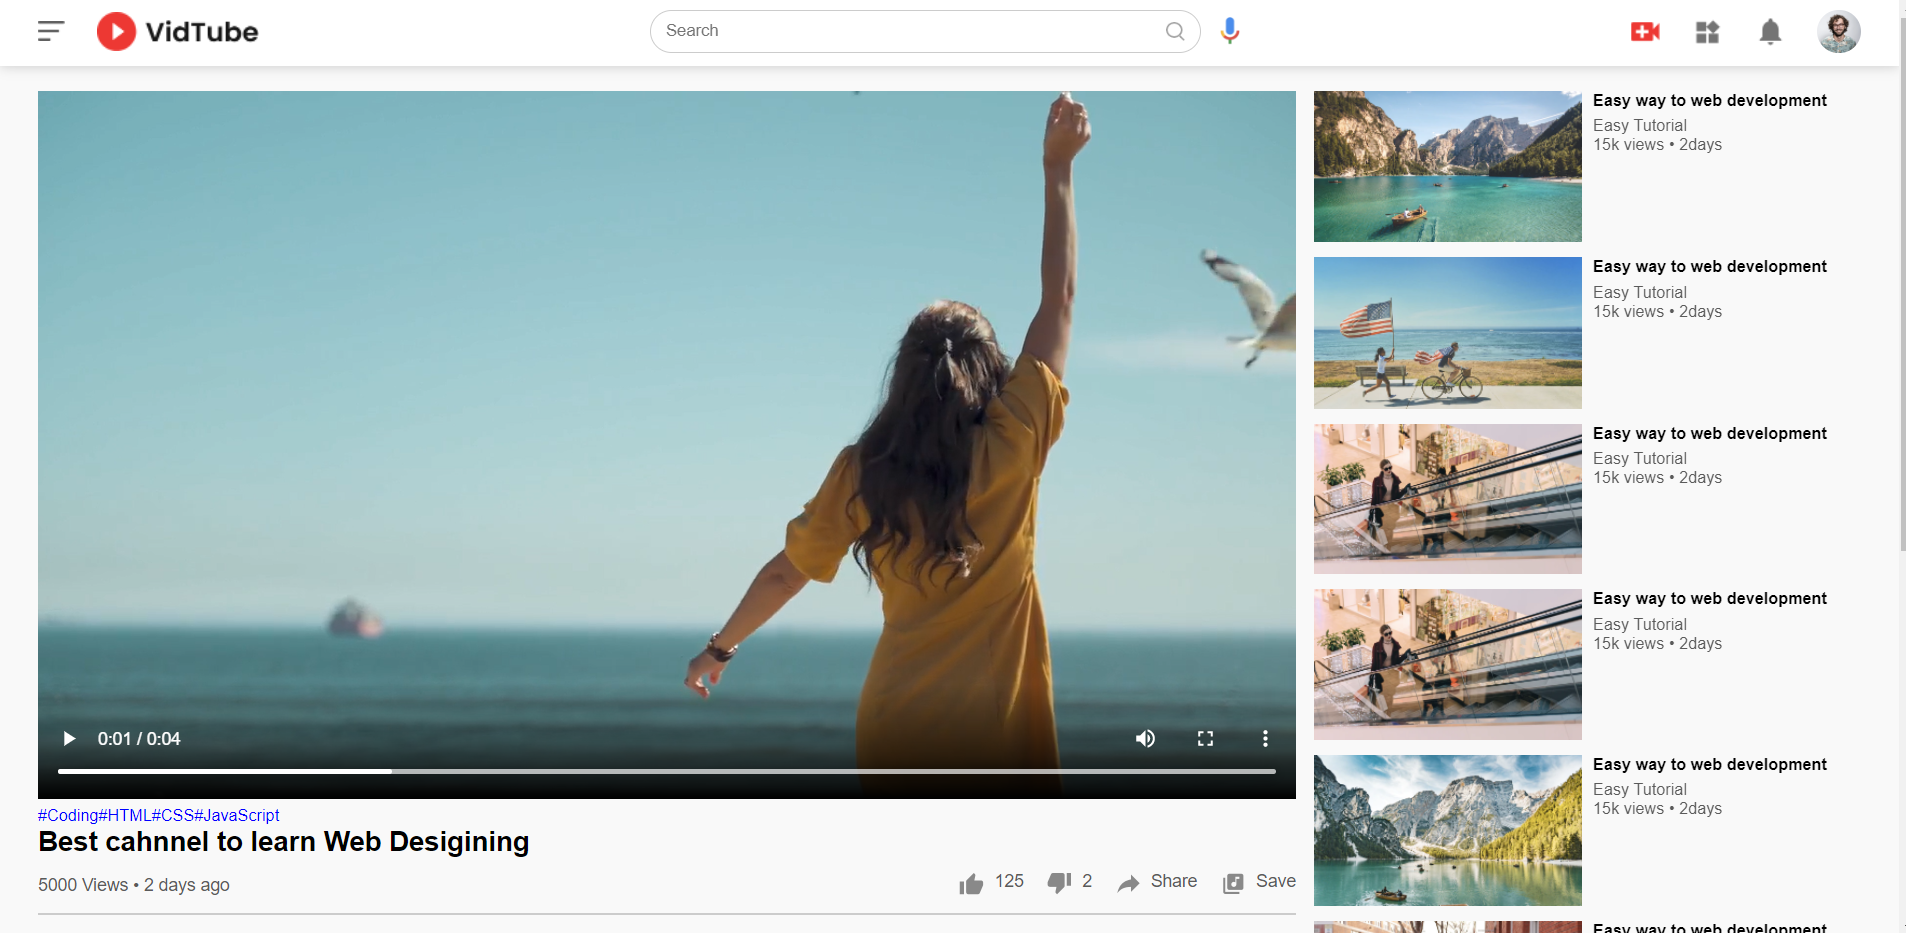 VidTube
Search
0:01 / 0:04
#Coding#HTML#CSS#JavaScript
Best cahnnel to learn Web Desigining
5000 Views • 2 days ago
125
2
Share
Save
Easy way to web development
Easy Tutorial
15k views • 2days
Easy way to web development
Easy Tutorial
15k views • 2days
Easy way to web development
Easy Tutorial
15k views • 2days
Easy way to web development
Easy Tutorial
15k views • 2days
Easy way to web development
Easy Tutorial
15k views • 2days
Easy way to web development